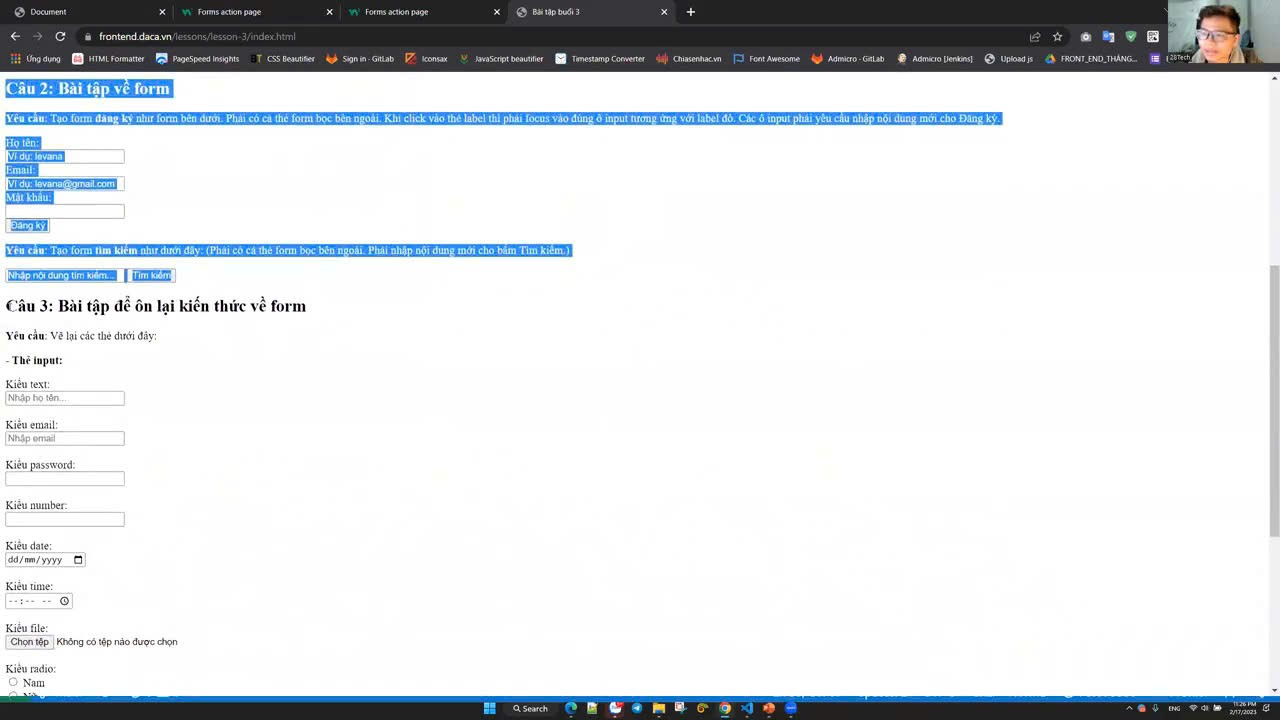 Document
Forms action page
Forms action page
Bài tập buổi 3
frontend.daca.vn/lessons/lesson-3/index.html
Ứng dụng
HTML Formatter
PageSpeed Insights
CSS Beautifier
Sign in · GitLab
Iconsax
JavaScript beautifier
Timestamp Converter
Chiasenhac.vn
Font Awesome
Admicro - GitLab
Admicro [Jenkins]
Upload js
FRONT_END_THÁNG...
28Tech
Câu 2: Bài tập về form
Yêu cầu: Tạo form đăng ký như form bên dưới. Phải có cả thẻ form bọc bên ngoài. Khi click vào thẻ label thì phải focus vào đúng ô input tương ứng với label đó. Các ô input phải yêu cầu nhập nội dung mới cho Đăng ký.
Họ tên:
Ví dụ: levana
Email:
Ví dụ: levana@gmail.com
Mật khẩu:
Đăng ký
Yêu cầu: Tạo form tìm kiếm như dưới đây: (Phải có cả thẻ form bọc bên ngoài. Phải nhập nội dung mới cho bấm Tìm kiếm.)
Nhập nội dung tìm kiếm... Tìm kiếm
Câu 3: Bài tập để ôn lại kiến thức về form
Yêu cầu: Vẽ lại các thẻ dưới đây:
- Thẻ input:
Kiểu text:
Nhập họ tên...
Kiểu email:
Nhập email
Kiểu password:
Kiểu number:
Kiểu date:
dd/mm/yyyy
Kiểu time:
--:-- --
Kiểu file:
Chọn tệp Không có tệp nào được chọn
Kiểu radio:
Nam
Search
ENG
11:26 PM
2/17/2023